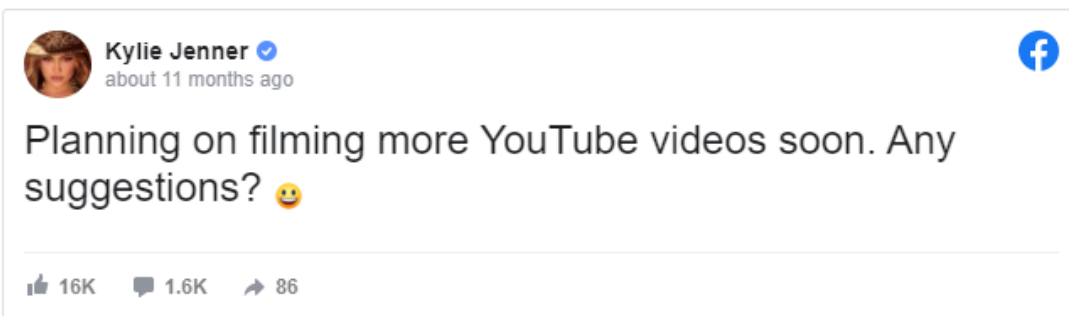 Kylie Jenner
about 11 months ago
Planning on filming more YouTube videos soon. Any
suggestions? 😀
16K 1.6K 86